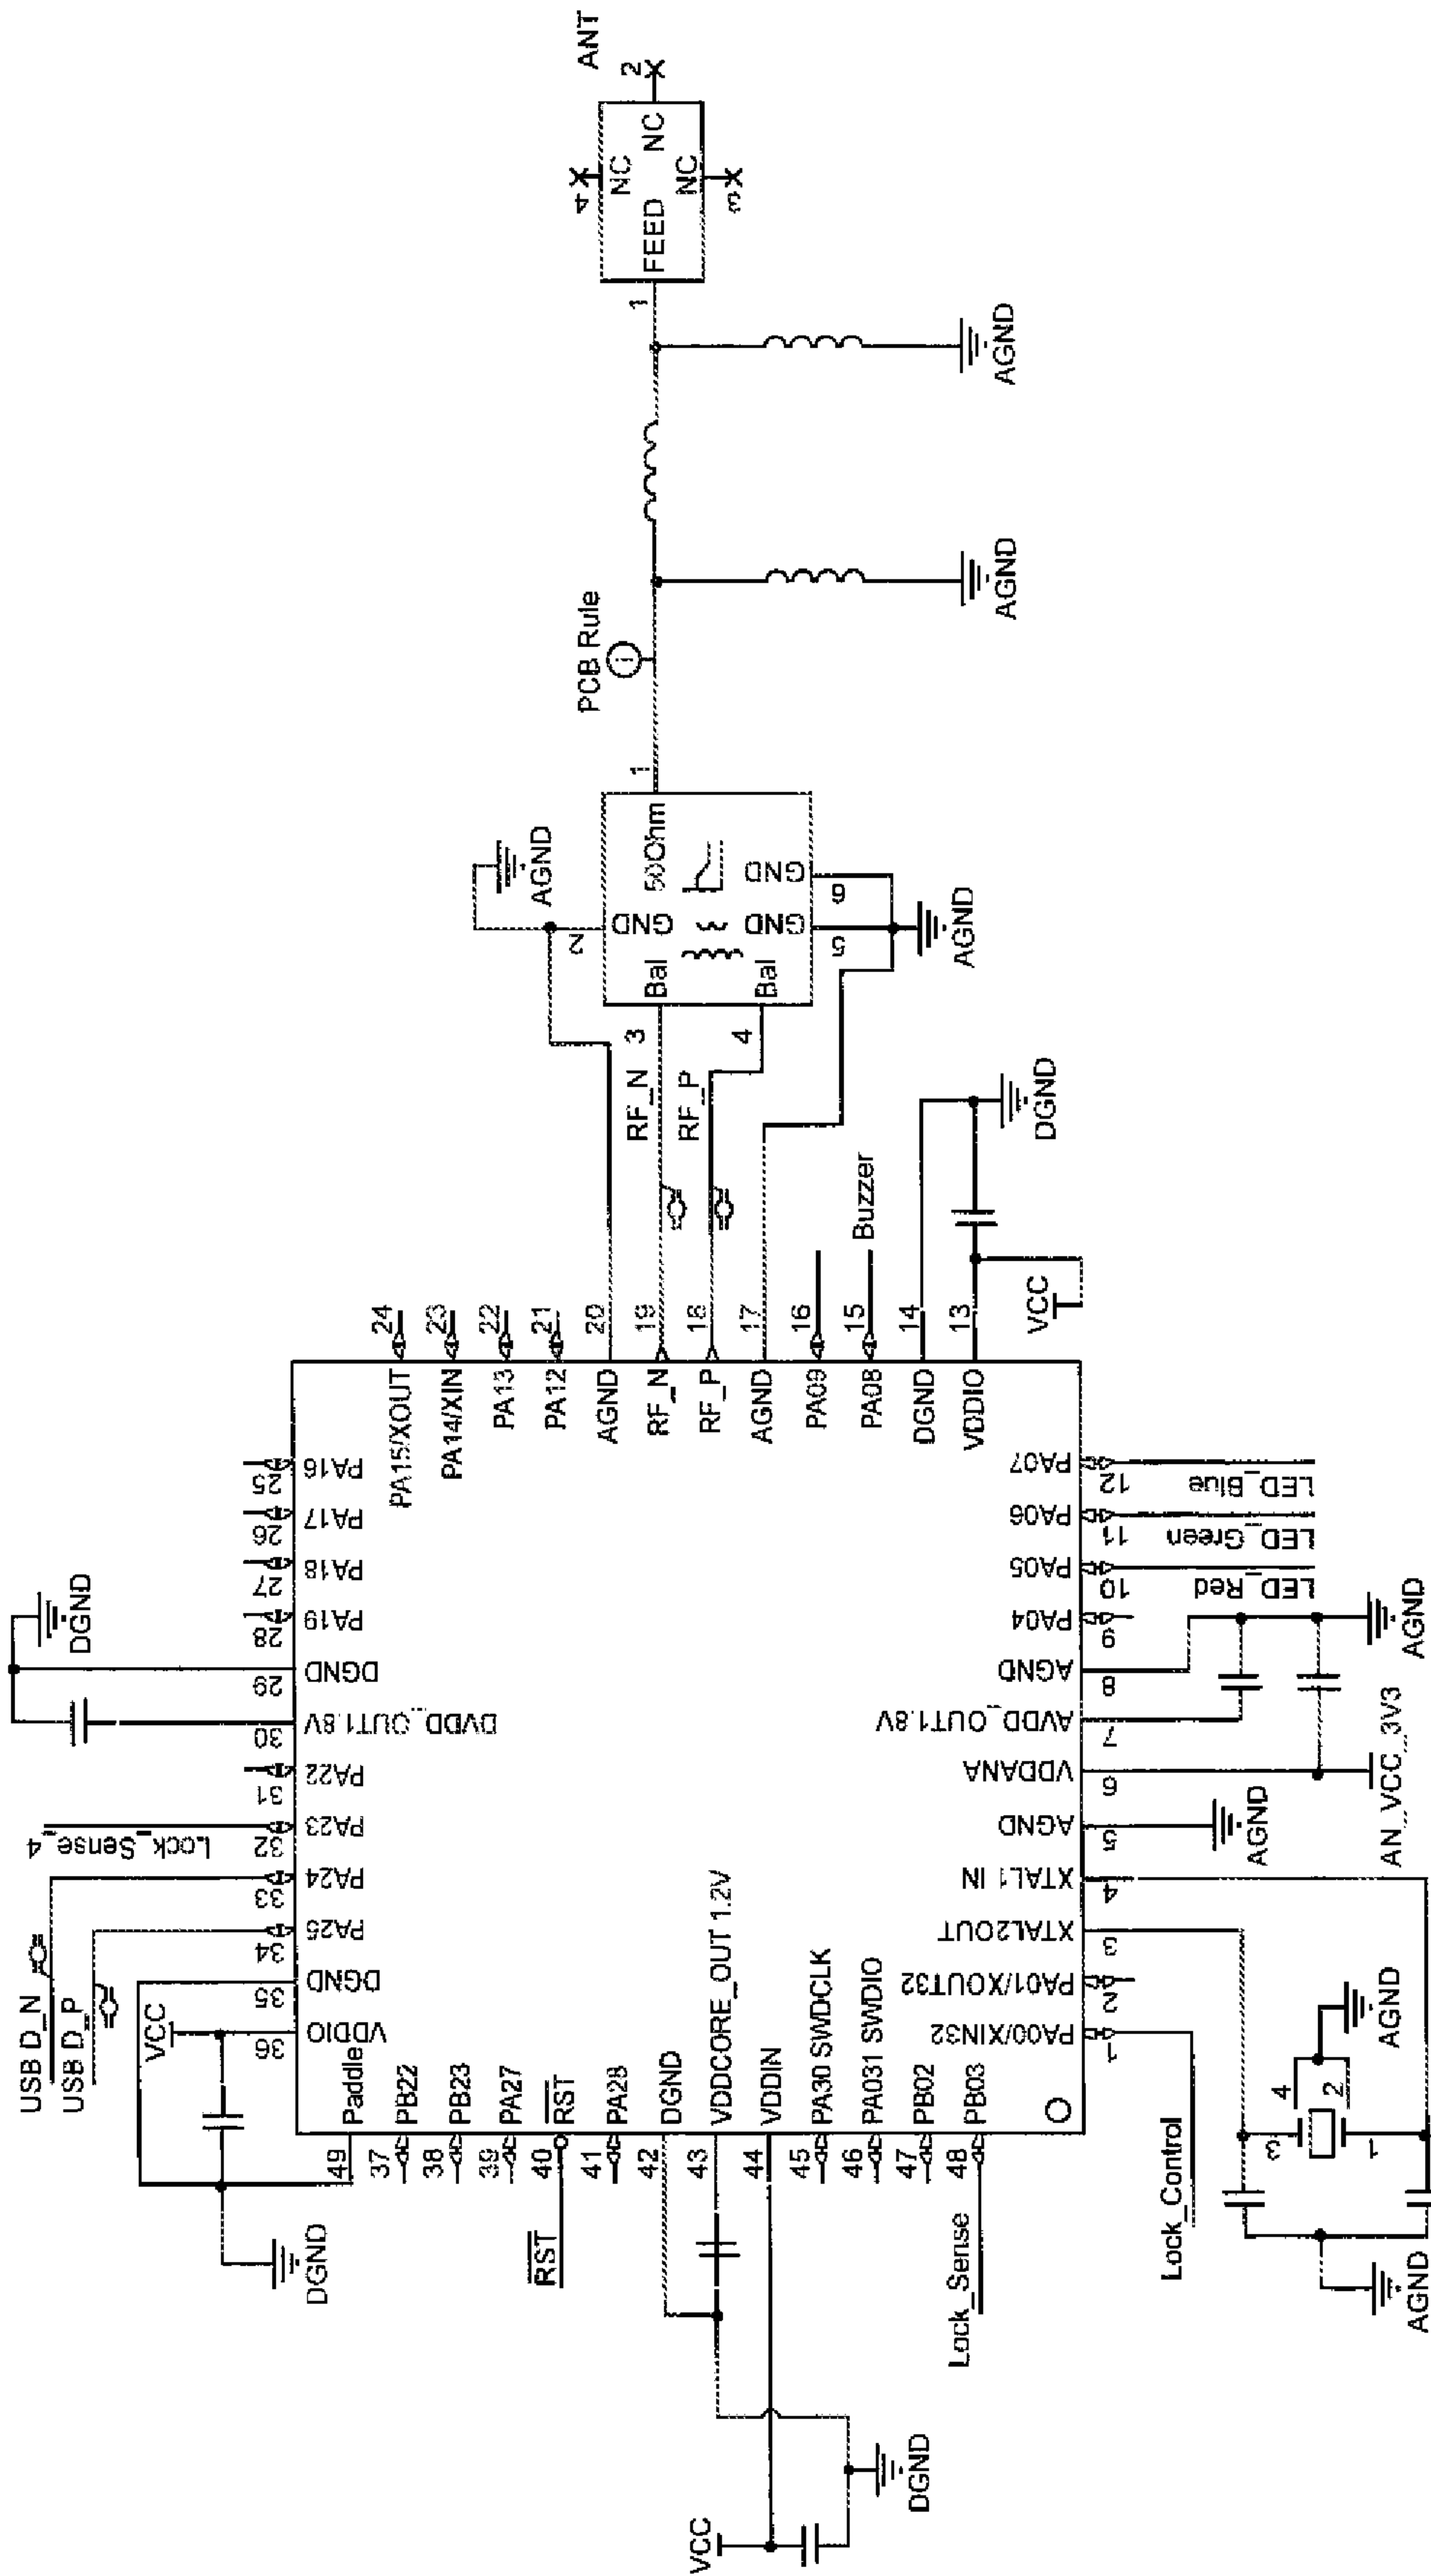 ANT
2
4
NC
NC
NC
3
FEED
1
AGND
AGND
PCB Rule
i
1
50Ohm
AGND
2
GND
GND
6
GND
5
AGND
Bal
Bal
3
4
RF_N
RF_P
DGND
Buzzer
VCC
24
23
22
21
20
19
18
17
16
15
14
13
PA15/XOUT
PA14/XIN
PA13
PA12
AGND
RF_N
RF_P
AGND
PA09
PA08
DGND
VDDIO
25 PA16
26 PA17
27 PA18
28 PA19
29 DGND
30 DVDD_OUT1.8V
31 PA22
32 PA23
33 PA24
34 PA25
35 DGND
36 VDDIO
DGND
Lock_Sense_4
USB D_N
USB D_P
VCC
PA07 12 LED_Blue
PA06 11 LED_Green
PA05 10 LED_Red
PA04 9
AGND 8
AVDD_OUT1.8V 7
VDDANA 6
AGND 5
XTAL1 IN 4
XTAL2OUT 3
PA01/XOUT32 2
PA00/XIN32 1
AGND
AN_VCC_3V3
AGND
AGND
4
2
3
1
Lock_Control
AGND
49 Paddle
37 PB22
38 PB23
39 PA27
40 RST
41 PA28
42 DGND
43 VDDCORE_OUT 1.2V
44 VDDIN
45 PA30 SWDCLK
46 PA031 SWDIO
47 PB02
48 PB03
DGND
RST
Lock_Sense
DGND
VCC